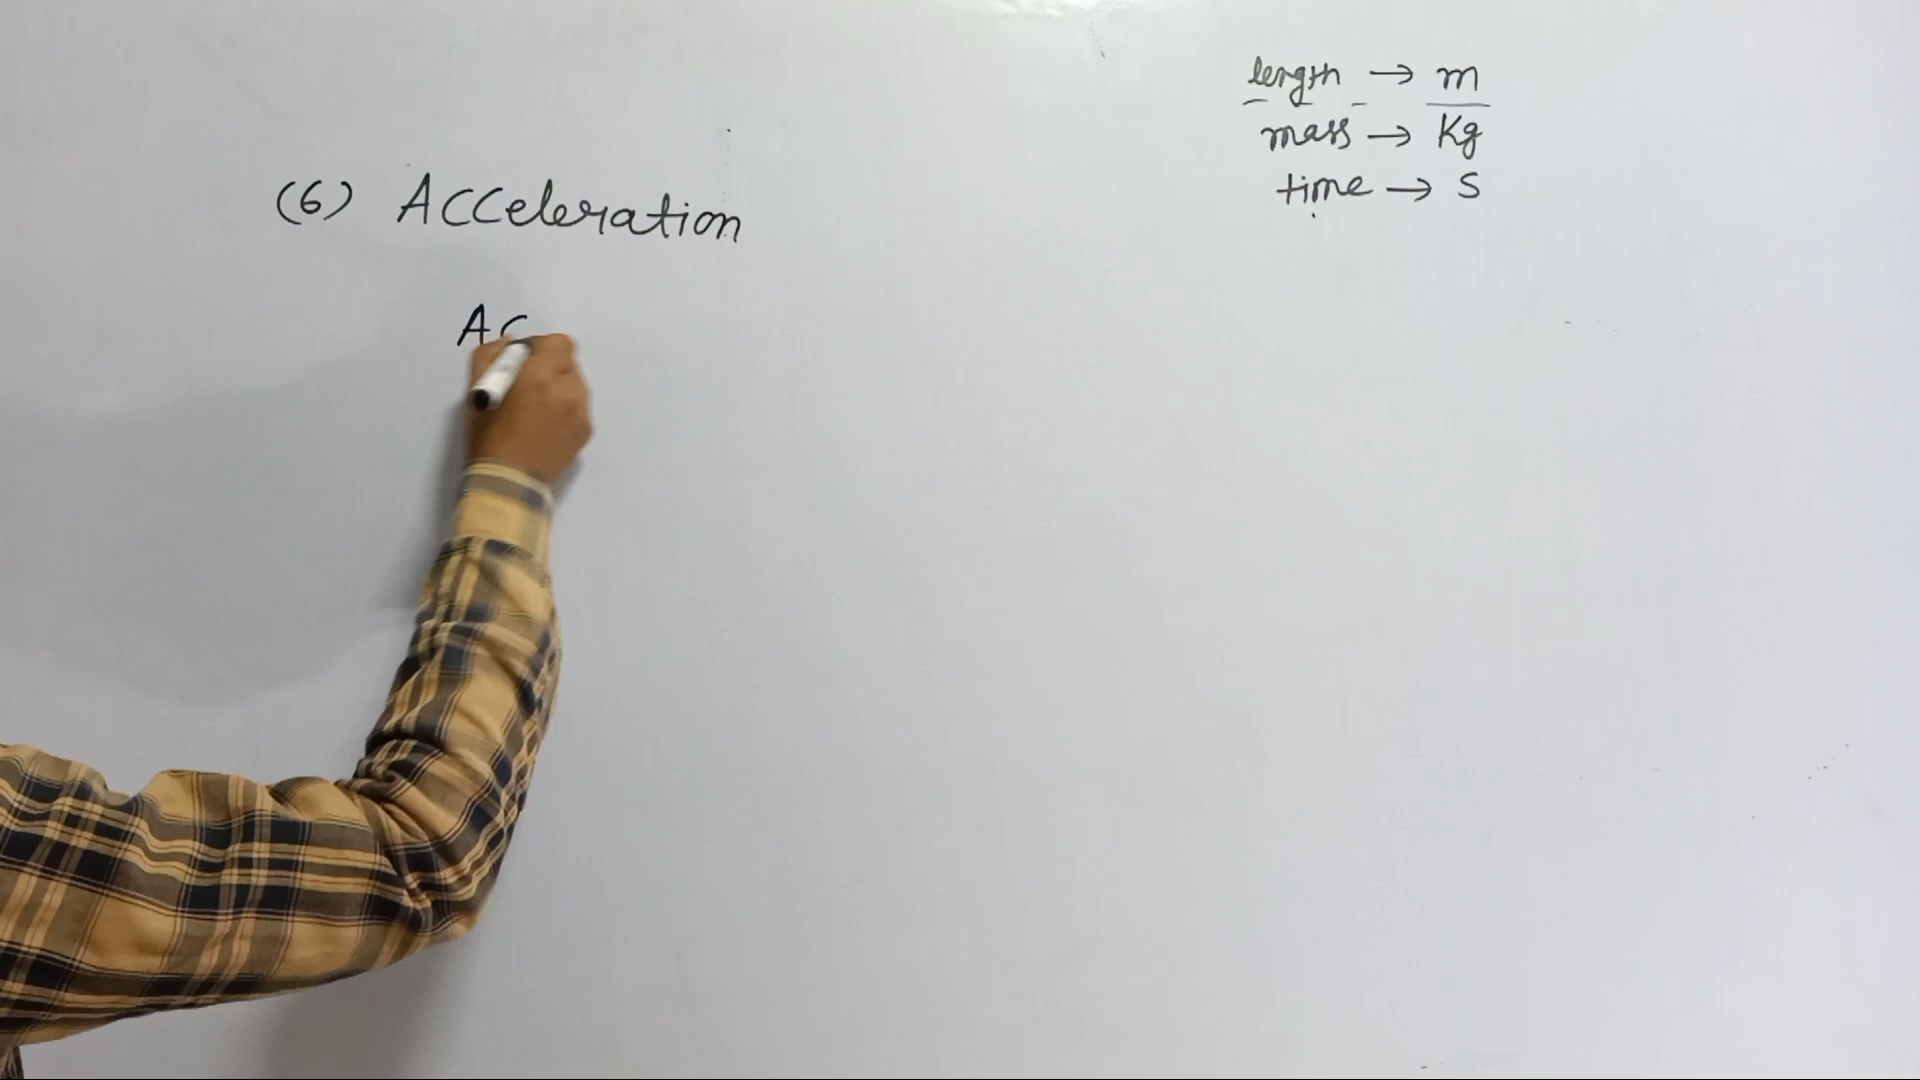 length → m
mass → Kg
time → s
(6) Acceleration
AC